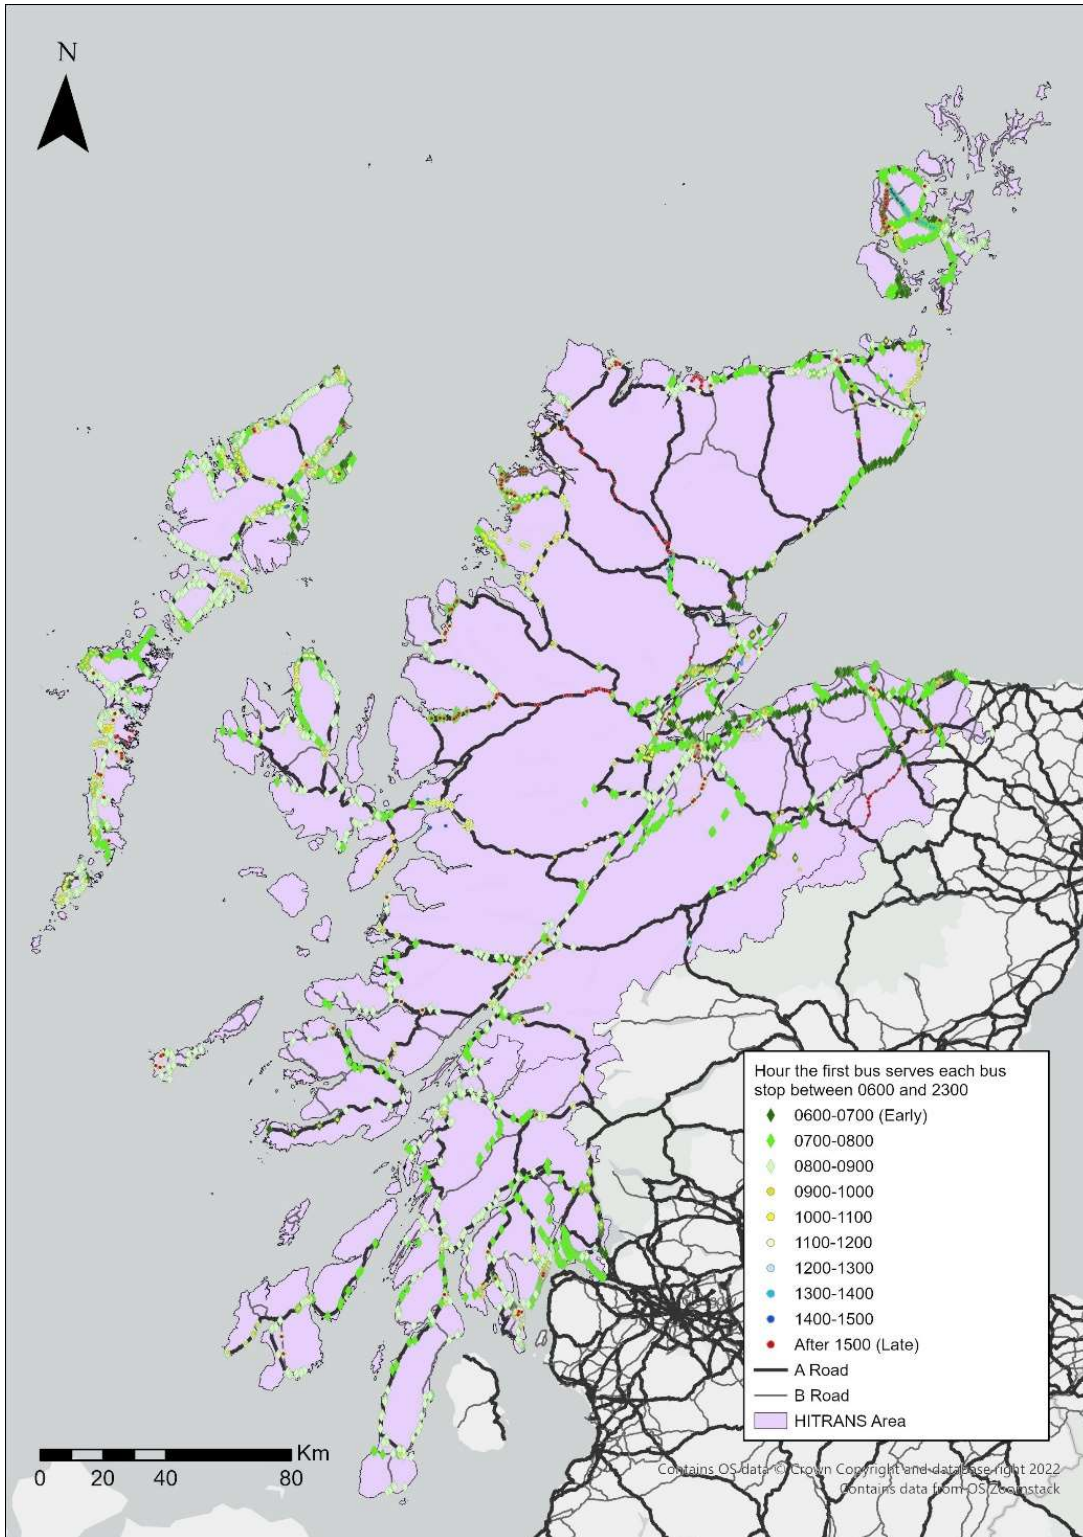 N
Hour the first bus serves each bus
stop between 0600 and 2300
0600-0700 (Early)
0700-0800
0800-0900
0900-1000
1000-1100
1100-1200
1200-1300
1300-1400
1400-1500
After 1500 (Late)
A Road
B Road
HITRANS Area
Km
0 20 40 80
Contains OS data © Crown Copyright and database right 2022
Contains data from OS Zoomstack